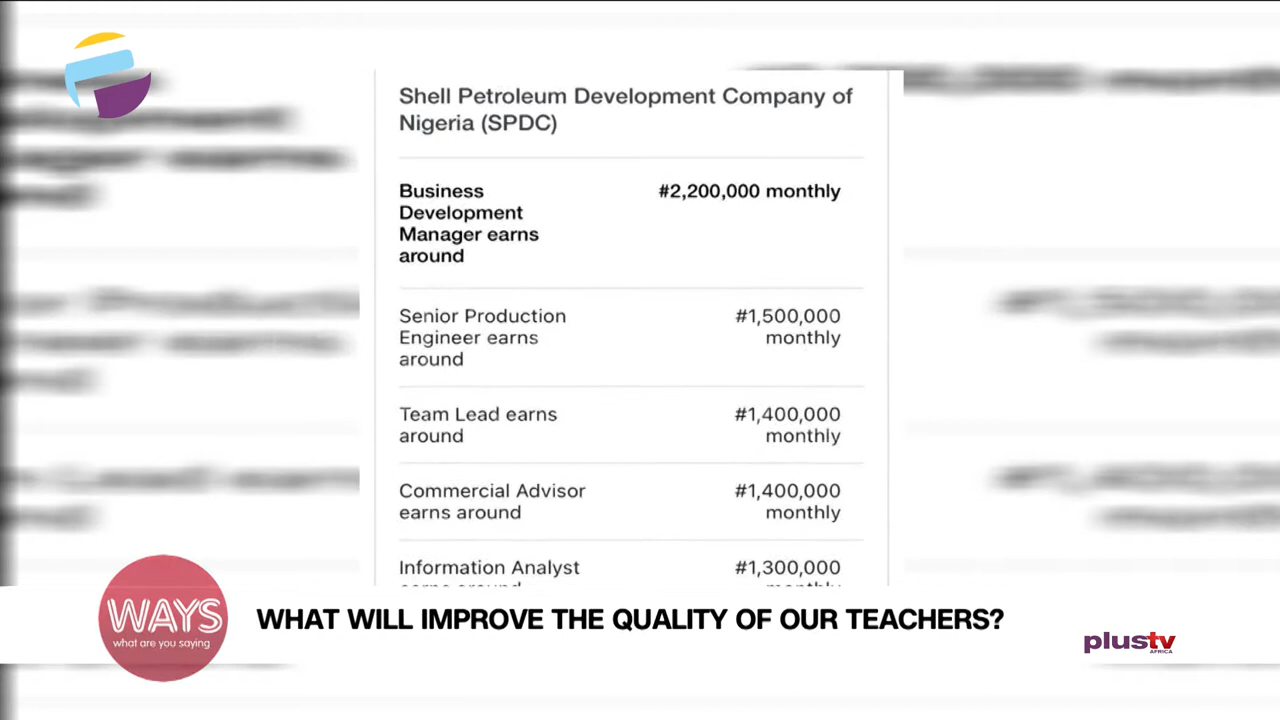 Shell Petroleum Development Company of
Nigeria (SPDC)
Business
Development
Manager earns
around
#2,200,000 monthly
Senior Production
Engineer earns
around
#1,500,000
monthly
Team Lead earns
around
#1,400,000
monthly
Commercial Advisor
earns around
#1,400,000
monthly
Information Analyst
earns around
#1,300,000
monthly
WAYS
what are you saying
WHAT WILL IMPROVE THE QUALITY OF OUR TEACHERS?
plustv
AFRICA